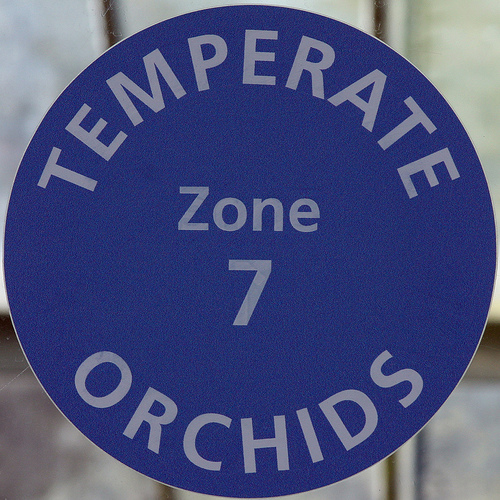 TEMPERATE
Zone
7
ORCHIDS